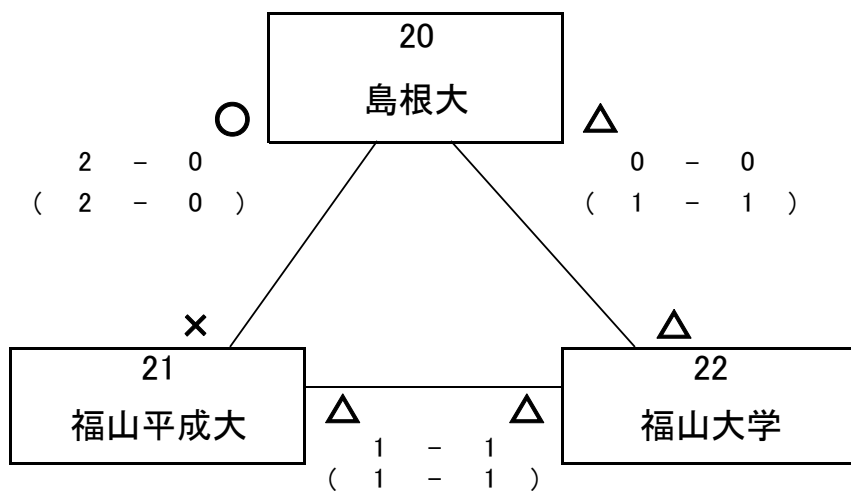 20
島根大
○ △
2 - 0
( 2 - 0 )
0 - 0
( 1 - 1 )
× △
21
福山平成大
22
福山大学
△ △
1 - 1
( 1 - 1 )